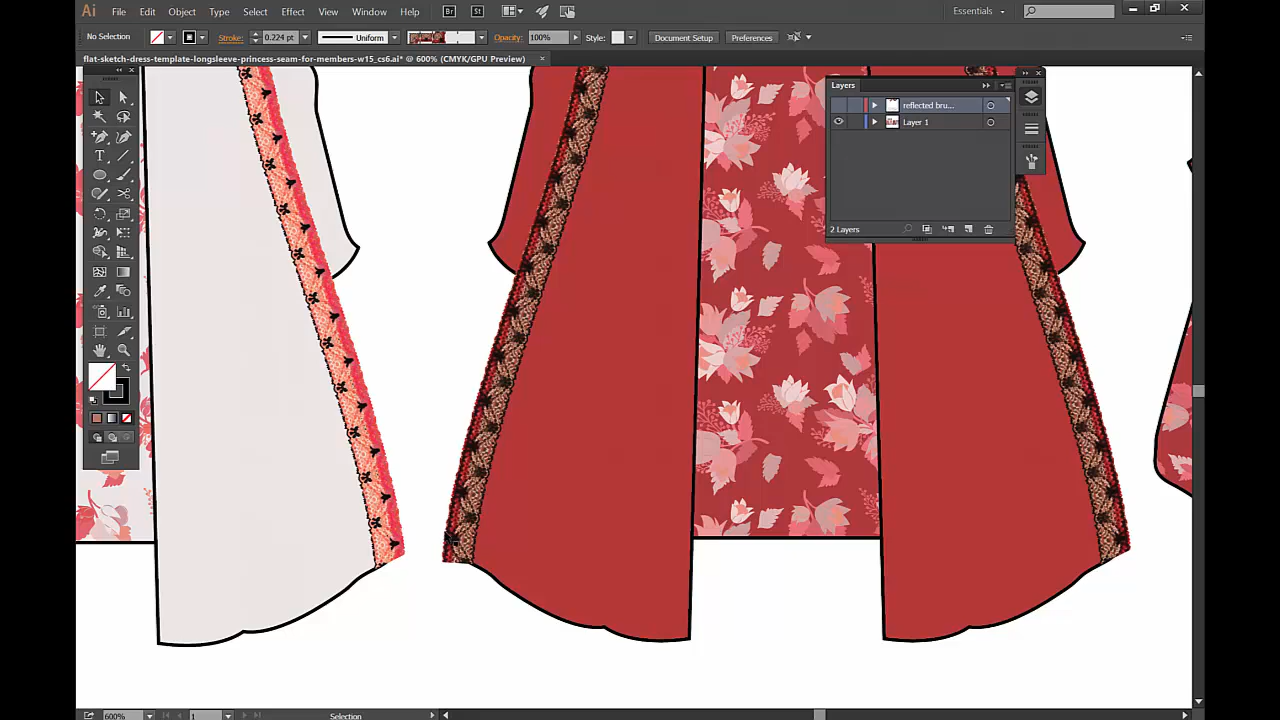 Ai File Edit Object Type Select Effect View Window Help Br St Essentials
No Selection Stroke: 0.224 pt Uniform Opacity: 100% Style: Document Setup Preferences
flat-sketch-dress-template-longsleeve-princess-seam-for-members-w15_cs6.ai* @ 600% (CMYK/GPU Preview)
Layers
reflected bru...
Layer 1
2 Layers
600% 1 Selection